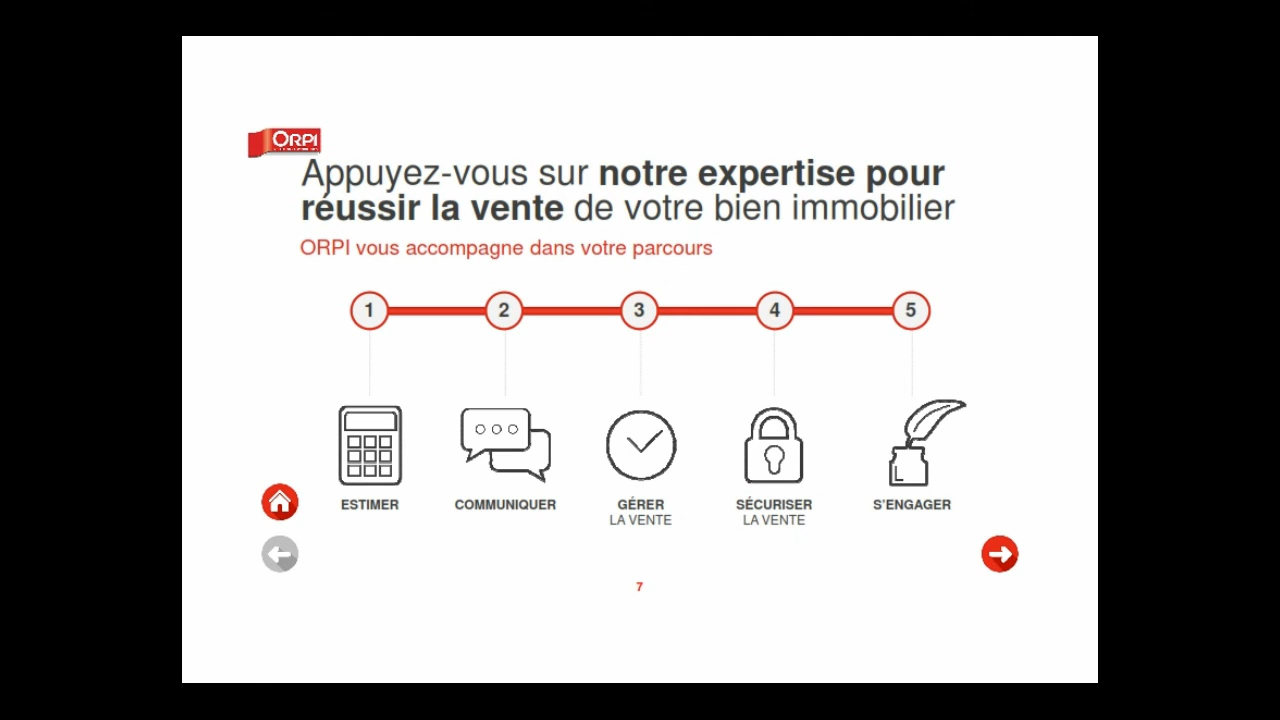 ORPI
Appuyez-vous sur notre expertise pour
réussir la vente de votre bien immobilier
ORPI vous accompagne dans votre parcours
1 2 3 4 5
ESTIMER COMMUNIQUER GÉRER SÉCURISER S'ENGAGER
LA VENTE LA VENTE
7